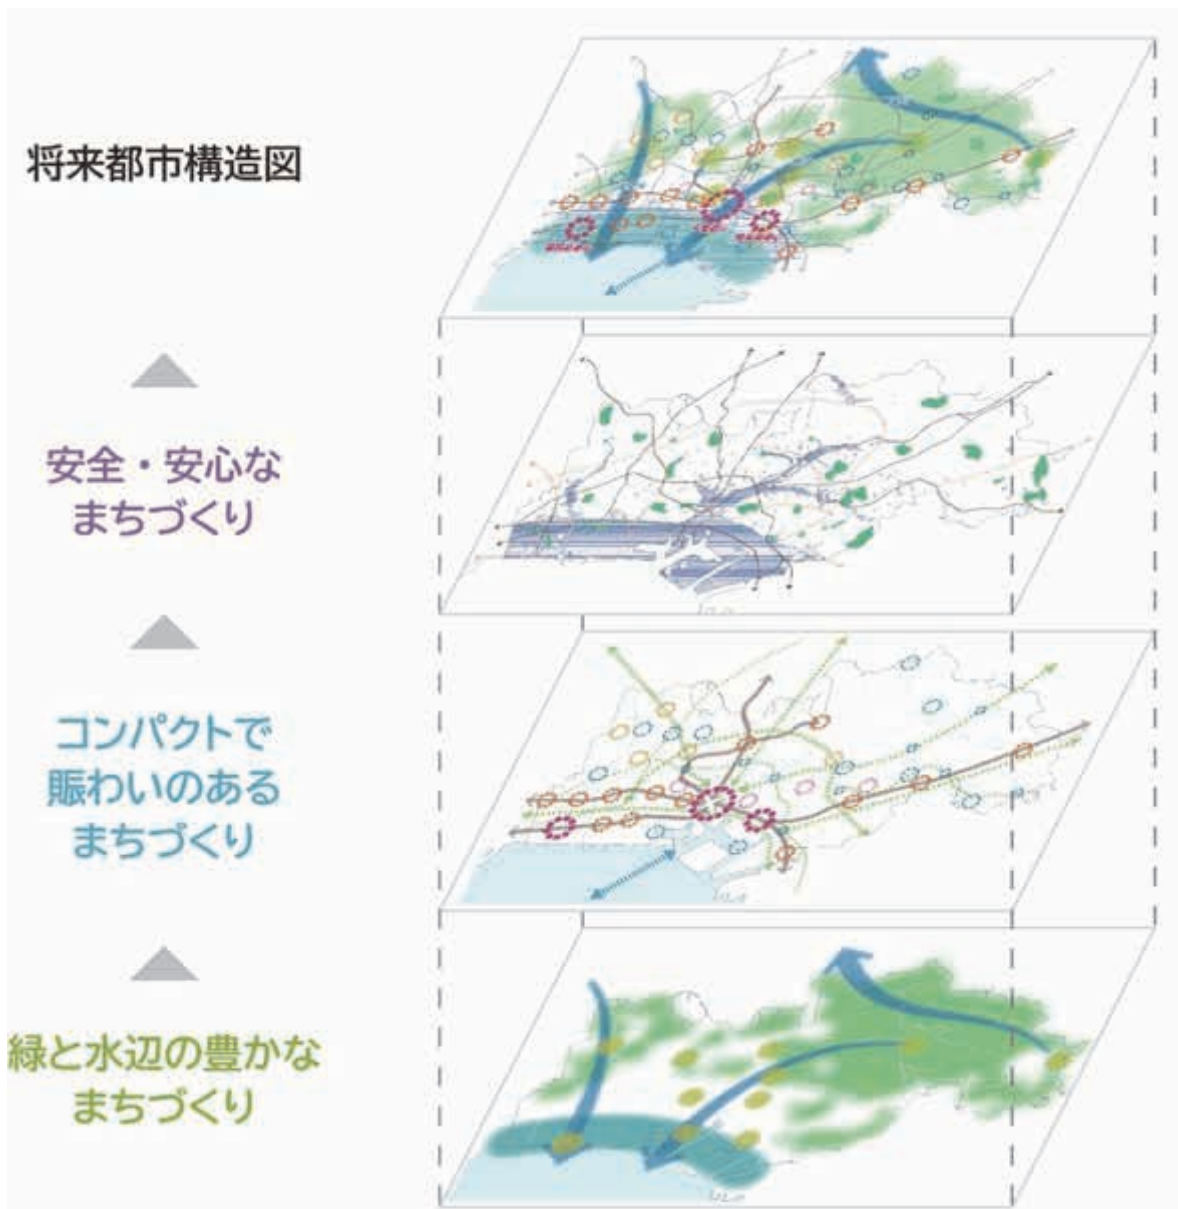 将来都市構造図
安全・安心な
まちづくり
コンパクトで
賑わいのある
まちづくり
緑と水辺の豊かな
まちづくり